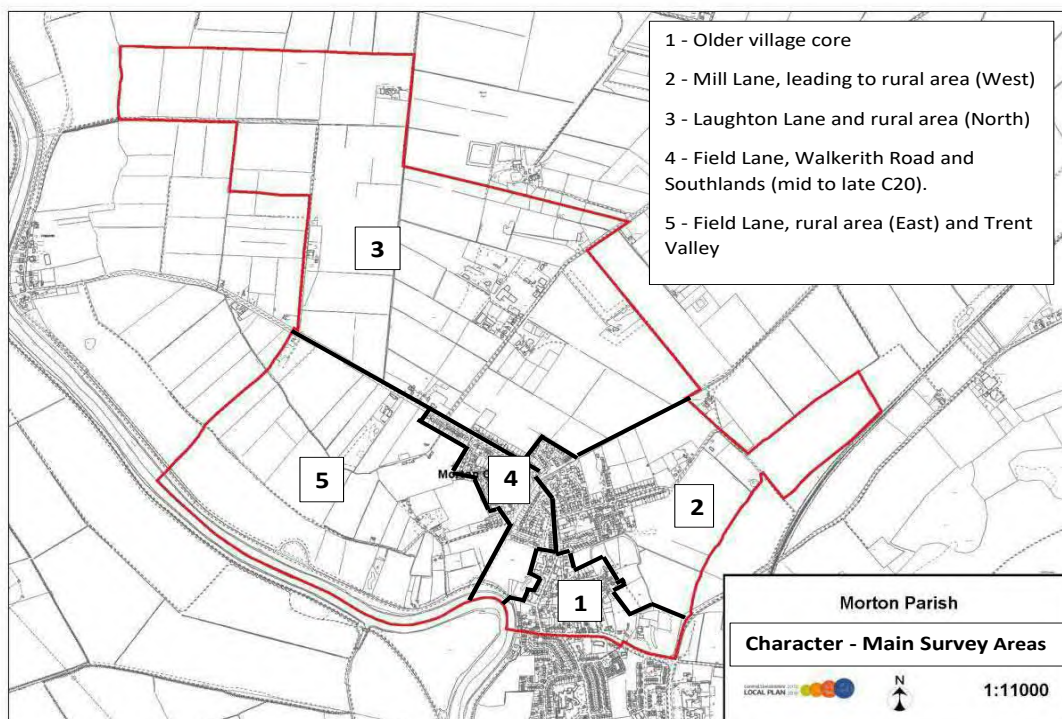 1 - Older village core
2 - Mill Lane, leading to rural area (West)
3 - Laughton Lane and rural area (North)
4 - Field Lane, Walkerith Road and
Southlands (mid to late C20).
5 - Field Lane, rural area (East) and Trent
Valley
3
5
4
2
1
Morton Parish
Character - Main Survey Areas
LOCAL PLAN
N
1:11000